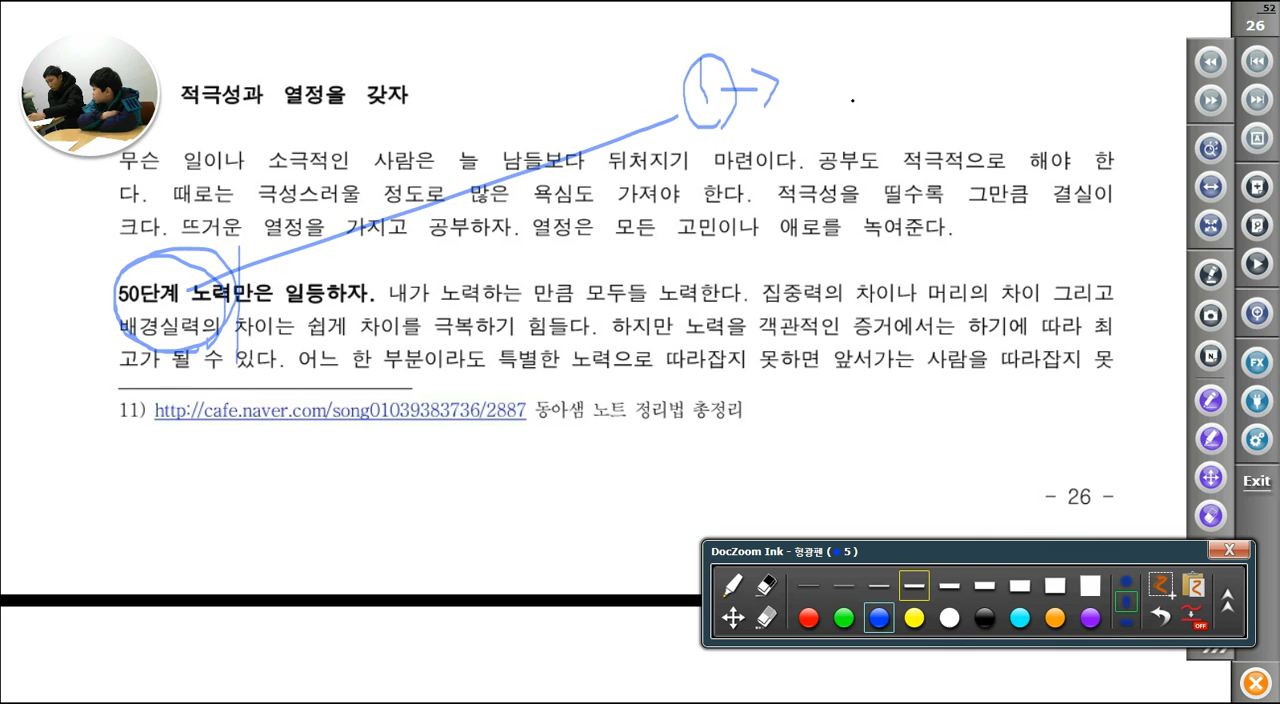 52
26
적극성과 열정을 갖자
무슨 일이나 소극적인 사람은 늘 남들보다 뒤처지기 마련이다. 공부도 적극적으로 해야 한
다. 때로는 극성스러울 정도로 많은 욕심도 가져야 한다. 적극성을 띨수록 그만큼 결실이
크다. 뜨거운 열정을 가지고 공부하자. 열정은 모든 고민이나 애로를 녹여준다.
50단계 노력만은 일등하자. 내가 노력하는 만큼 모두들 노력한다. 집중력의 차이나 머리의 차이 그리고
배경실력의 차이는 쉽게 차이를 극복하기 힘들다. 하지만 노력을 객관적인 증거에서는 하기에 따라 최
고가 될 수 있다. 어느 한 부분이라도 특별한 노력으로 따라잡지 못하면 앞서가는 사람을 따라잡지 못
11) http://cafe.naver.com/song01039383736/2887 동아샘 노트 정리법 총정리
- 26 -
FX
Exit
DocZoom Ink - 형광펜 ( 5 )
OFF